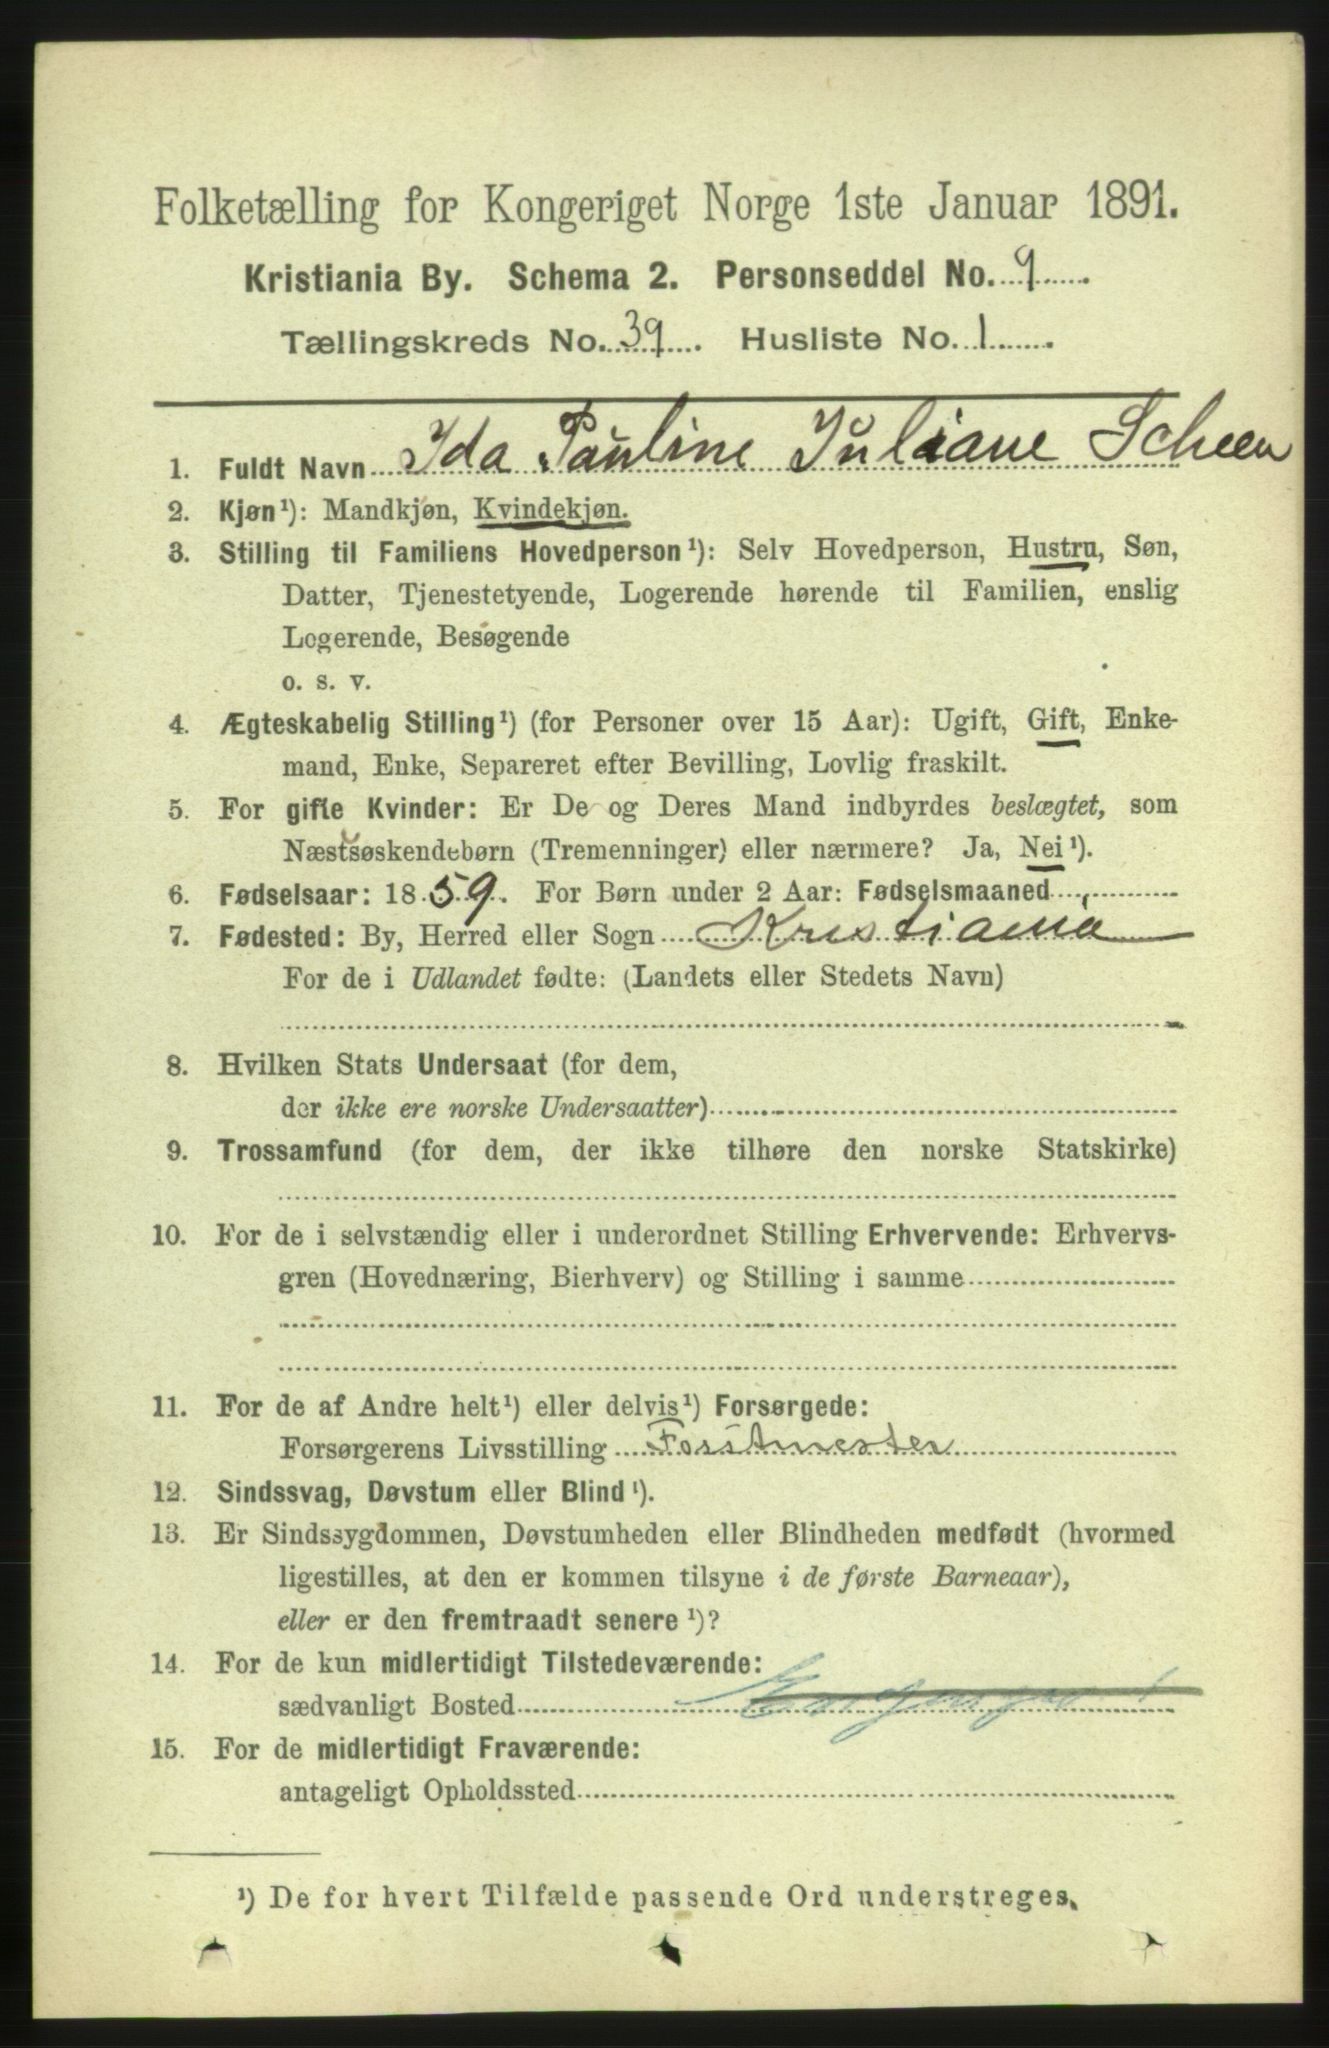 Folketælling for Kongeriget Norge 1ste Januar 1891.
Kristiania By. Schema 2. Personseddel No. 9
Tællingskreds No. 39. Husliste No. 1
1. Fuldt Navn Ida Pauline Juliane Scheen
2. Kjøn¹): Mandkjøn, Kvindekjøn.
3. Stilling til Familiens Hovedperson¹): Selv Hovedperson, Hustru, Søn,
Datter, Tjenestetyende, Logerende hørende til Familien, enslig
Logerende, Besøgende
o. s. v.
4. Ægteskabelig Stilling¹) (for Personer over 15 Aar): Ugift, Gift, Enke-
mand, Enke, Separeret efter Bevilling, Lovlig fraskilt.
5. For gifte Kvinder: Er De og Deres Mand indbyrdes beslægtet, som
Næstsøskendebørn (Tremenninger) eller nærmere? Ja, Nei¹).
6. Fødselsaar: 1859. For Børn under 2 Aar: Fødselsmaaned
7. Fødested: By, Herred eller Sogn Kristiania
For de i Udlandet fødte: (Landets eller Stedets Navn)
8. Hvilken Stats Undersaat (for dem,
der ikke ere norske Undersaatter)
9. Trossamfund (for dem, der ikke tilhøre den norske Statskirke)
10. For de i selvstændig eller i underordnet Stilling Erhvervende: Erhvervs-
gren (Hovednæring, Bierhverv) og Stilling i samme
11. For de af Andre helt¹) eller delvis¹) Forsørgede:
Forsørgerens Livsstilling Forstmester
12. Sindssvag, Døvstum eller Blind¹).
13. Er Sindssygdommen, Døvstumheden eller Blindheden medfødt (hvormed
ligestilles, at den er kommen tilsyne i de første Barneaar),
eller er den fremtraadt senere¹)?
14. For de kun midlertidigt Tilstedeværende:
sædvanligt Bosted
15. For de midlertidigt Fraværende:
antageligt Opholdssted
¹) De for hvert Tilfælde passende Ord understreges.